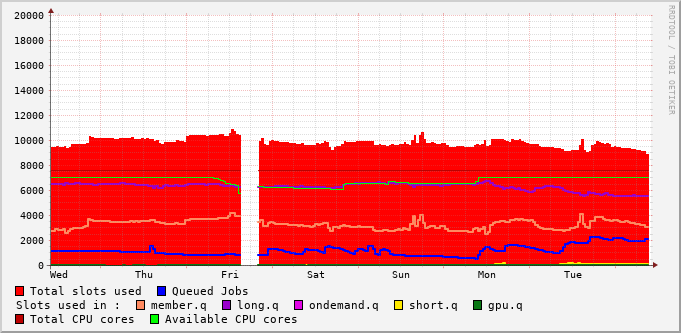 RRDTOOL / TOBI OETIKER
20000
18000
16000
14000
12000
10000
8000
6000
4000
2000
0
Wed Thu Fri Sat Sun Mon Tue
Total slots used Queued Jobs
Slots used in : member.q long.q ondemand.q short.q gpu.q
Total CPU cores Available CPU cores